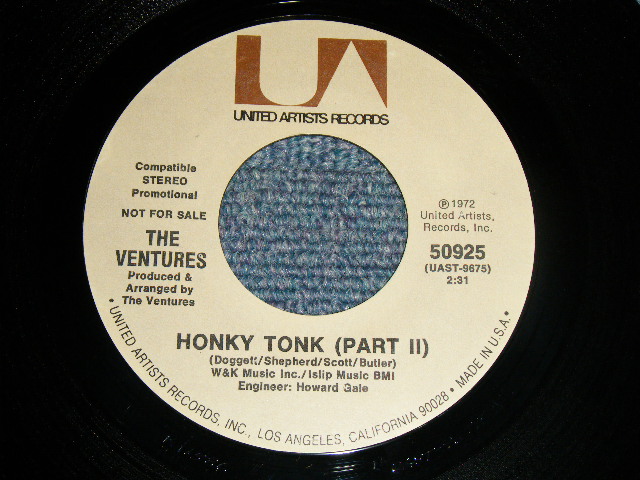 UA
UNITED ARTISTS RECORDS
Compatible
STEREO
Promotional
NOT FOR SALE
THE
VENTURES
Produced &
Arranged by
The Ventures
℗ 1972
United Artists,
Records, Inc.
50925
(UAST-9675)
2:31
HONKY TONK (PART II)
(Doggett/Shepherd/Scott/Butler)
W&K Music Inc./Islip Music BMI
Engineer: Howard Gale
• UNITED ARTISTS RECORDS, INC., LOS ANGELES, CALIFORNIA 90028 • MADE IN U.S.A. •